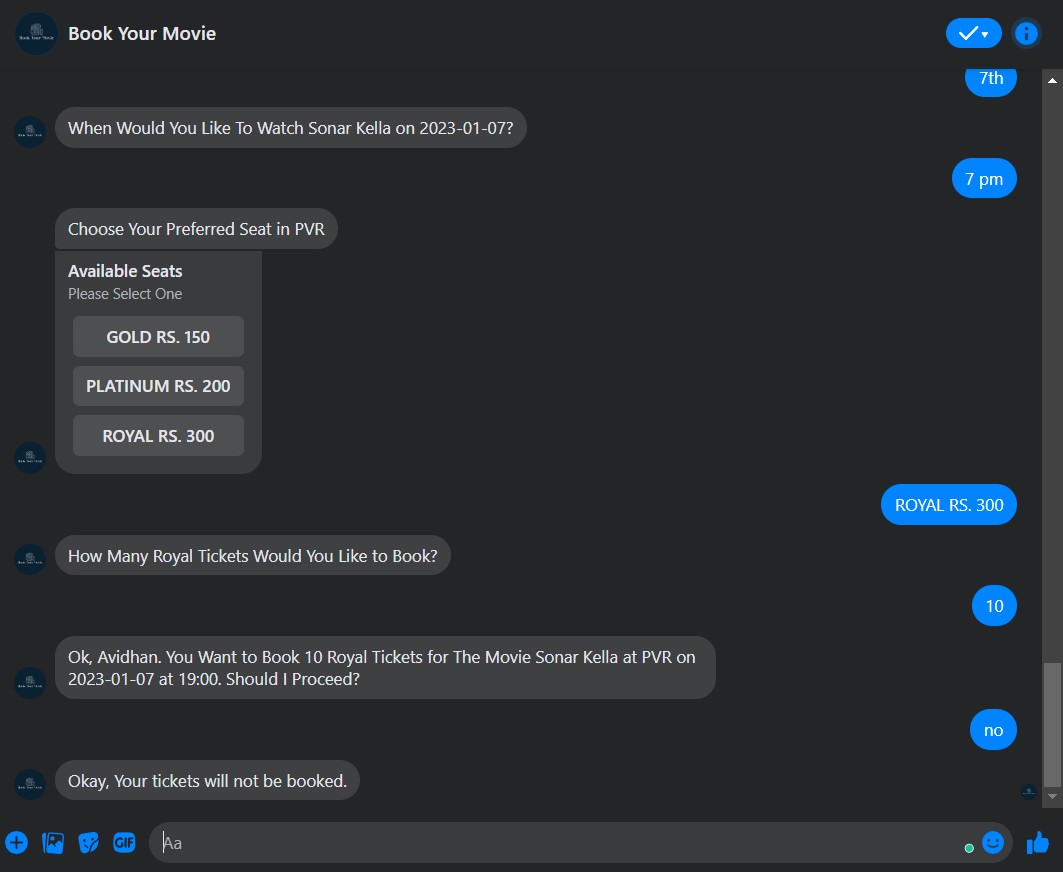 Book Your Movie
7th
When Would You Like To Watch Sonar Kella on 2023-01-07?
7 pm
Choose Your Preferred Seat in PVR
Available Seats
Please Select One
GOLD RS. 150
PLATINUM RS. 200
ROYAL RS. 300
ROYAL RS. 300
How Many Royal Tickets Would You Like to Book?
10
Ok, Avidhan. You Want to Book 10 Royal Tickets for The Movie Sonar Kella at PVR on
2023-01-07 at 19:00. Should I Proceed?
no
Okay, Your tickets will not be booked.
GIF
Aa